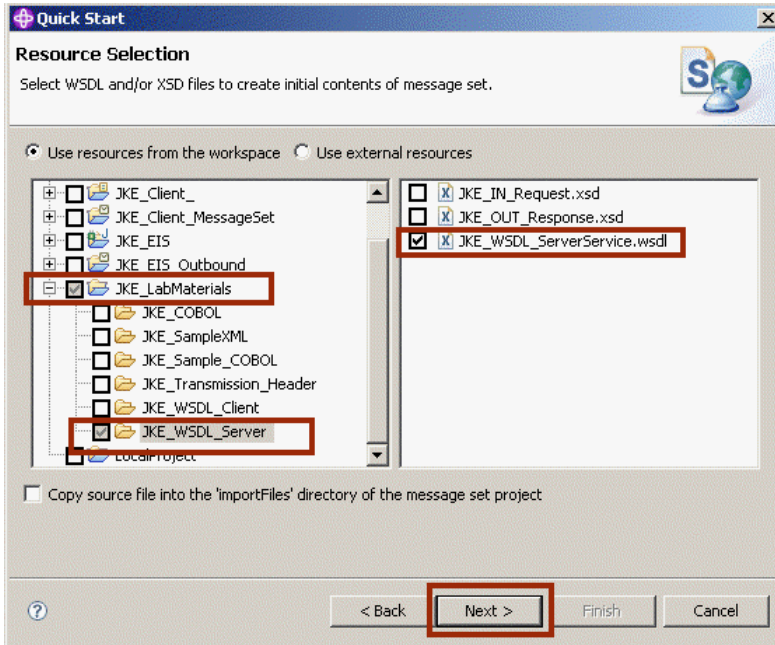 Quick Start
Resource Selection
Select WSDL and/or XSD files to create initial contents of message set.
Use resources from the workspace Use external resources
JKE_Client_
JKE_Client_MessageSet
JKE_EIS
JKE_EIS_Outbound
JKE_LabMaterials
JKE_COBOL
JKE_SampleXML
JKE_Sample_COBOL
JKE_Transmission_Header
JKE_WSDL_Client
JKE_WSDL_Server
LocalProject
JKE_IN_Request.xsd
JKE_OUT_Response.xsd
JKE_WSDL_ServerService.wsdl
Copy source file into the 'importFiles' directory of the message set project
< Back Next > Finish Cancel